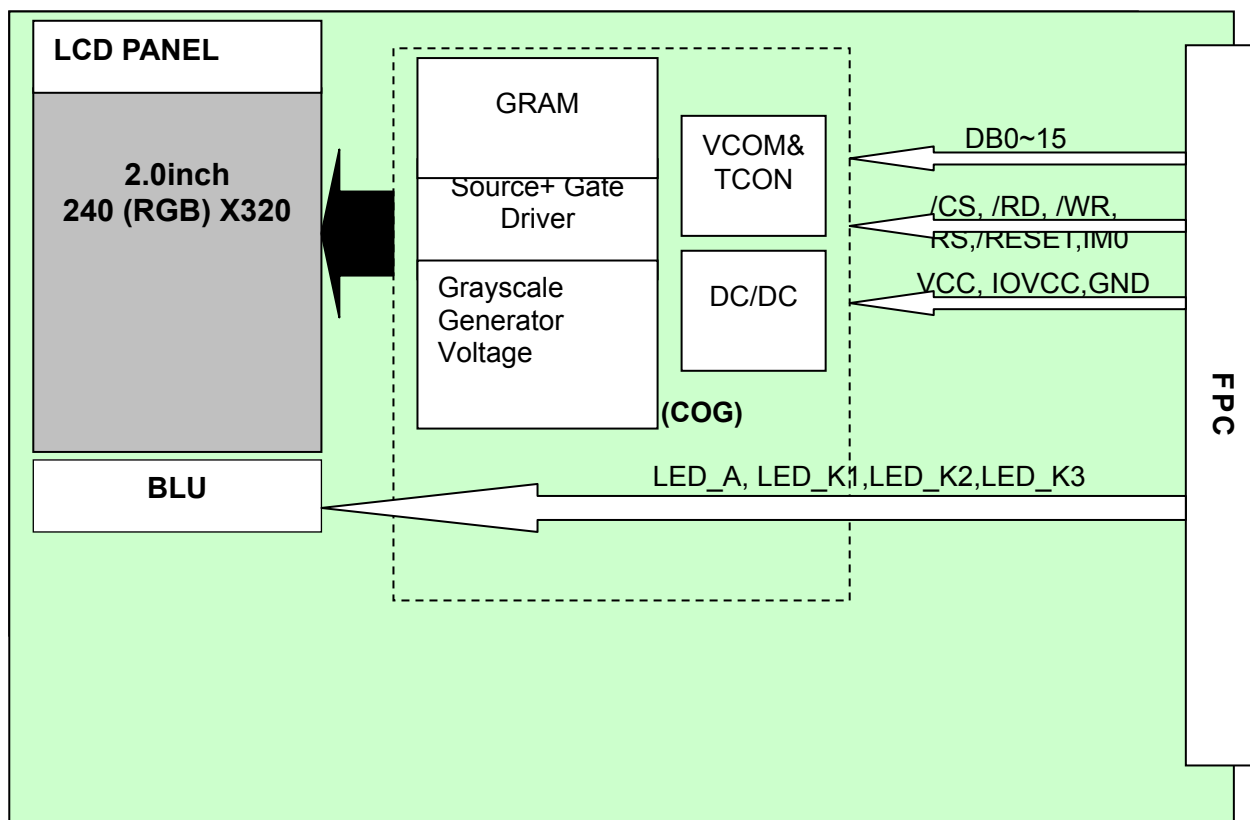 LCD PANEL
2.0inch
240 (RGB) X320
BLU
GRAM
Source+ Gate
Driver
Grayscale
Generator
Voltage
VCOM&
TCON
DC/DC
(COG)
DB0~15
/CS, /RD, /WR,
RS,/RESET,IM0
VCC, IOVCC,GND
LED_A, LED_K1,LED_K2,LED_K3
FPC